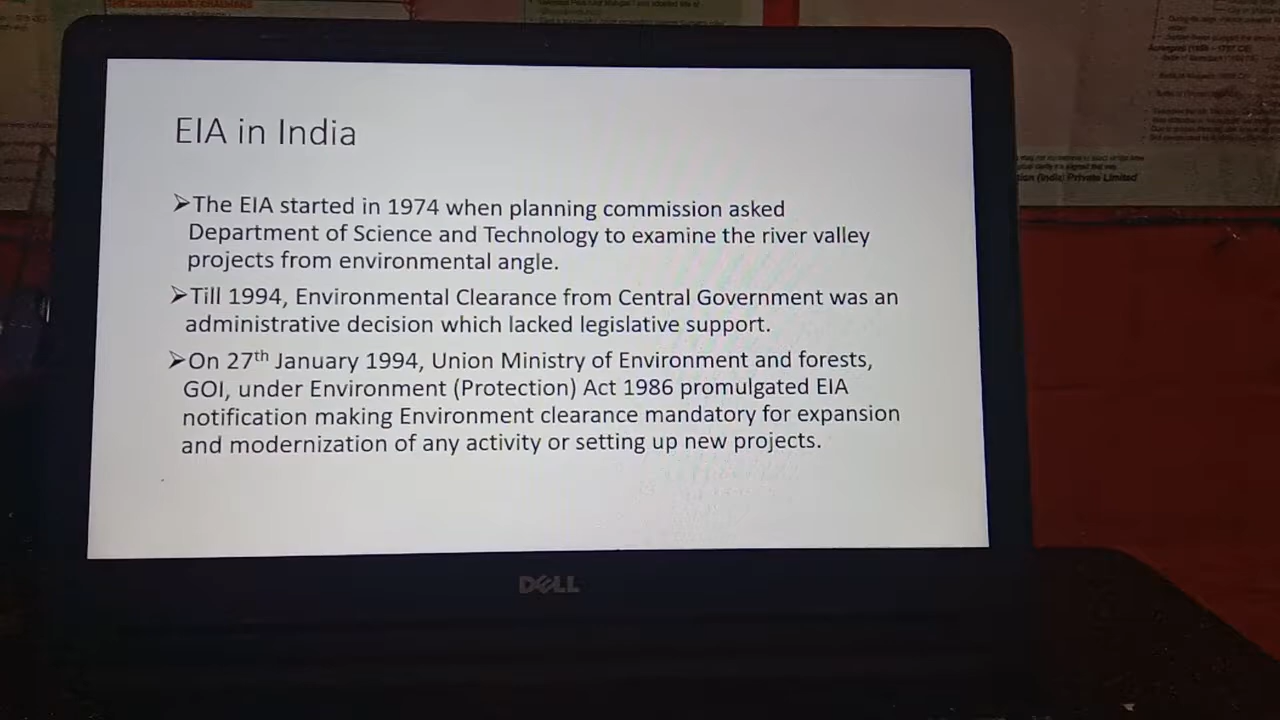 EIA in India
➤The EIA started in 1974 when planning commission asked
Department of Science and Technology to examine the river valley
projects from environmental angle.
➤Till 1994, Environmental Clearance from Central Government was an
administrative decision which lacked legislative support.
➤On 27th January 1994, Union Ministry of Environment and forests,
GOI, under Environment (Protection) Act 1986 promulgated EIA
notification making Environment clearance mandatory for expansion
and modernization of any activity or setting up new projects.
DELL
(India) Private Limited